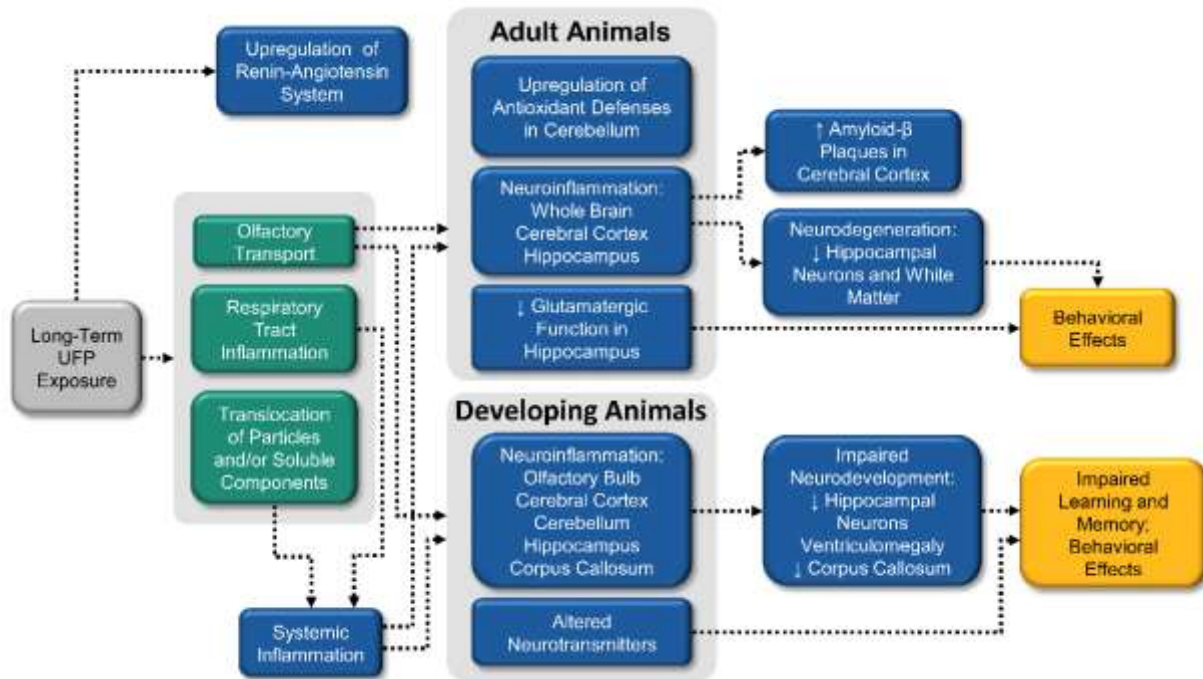 Upregulation of
Renin-Angiotensin
System
Olfactory
Transport
Respiratory
Tract
Inflammation
Translocation
of Particles
and/or Soluble
Components
Long-Term
UFP
Exposure
Systemic
Inflammation
Adult Animals
Upregulation of
Antioxidant Defenses
in Cerebellum
Neuroinflammation:
Whole Brain
Cerebral Cortex
Hippocampus
↓ Glutamatergic
Function in
Hippocampus
↑ Amyloid-β
Plaques in
Cerebral Cortex
Neurodegeneration:
↓ Hippocampal
Neurons and White
Matter
Behavioral
Effects
Developing Animals
Neuroinflammation:
Olfactory Bulb
Cerebral Cortex
Cerebellum
Hippocampus
Corpus Callosum
Altered
Neurotransmitters
Impaired
Neurodevelopment:
↓ Hippocampal
Neurons
Ventriculomegaly
↓ Corpus Callosum
Impaired
Learning and
Memory;
Behavioral
Effects